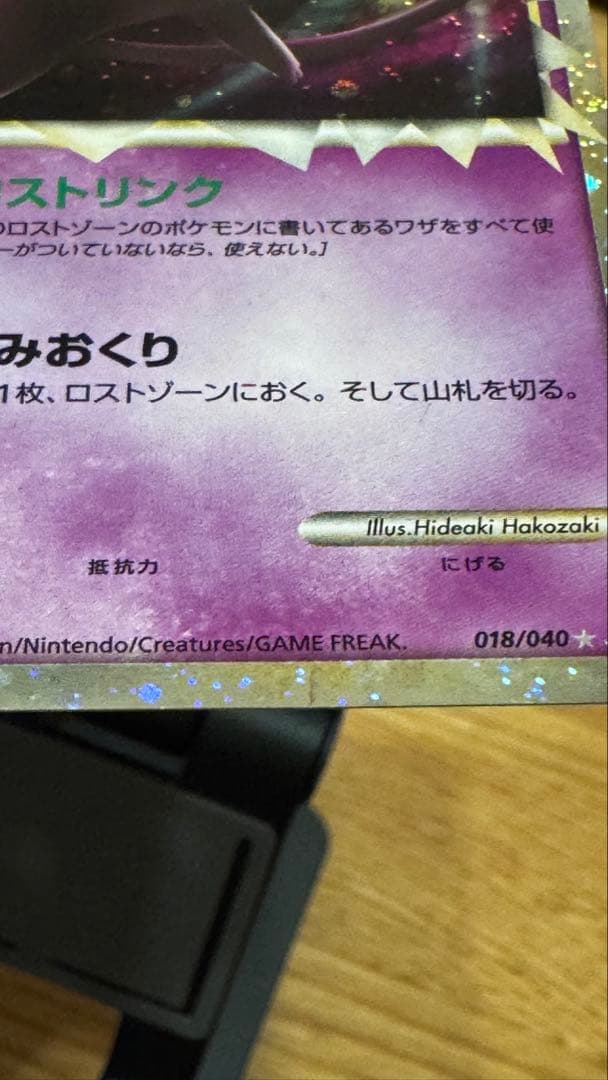 ストリンク
ロストゾーンのポケモンに書いてあるワザをすべて使
ーがついていないなら、使えない。]
みおくり
1枚、ロストゾーンにおく。そして山札を切る。
Illus.Hideaki Hakozaki
抵抗力 にげる
n/Nintendo/Creatures/GAME FREAK. 018/040